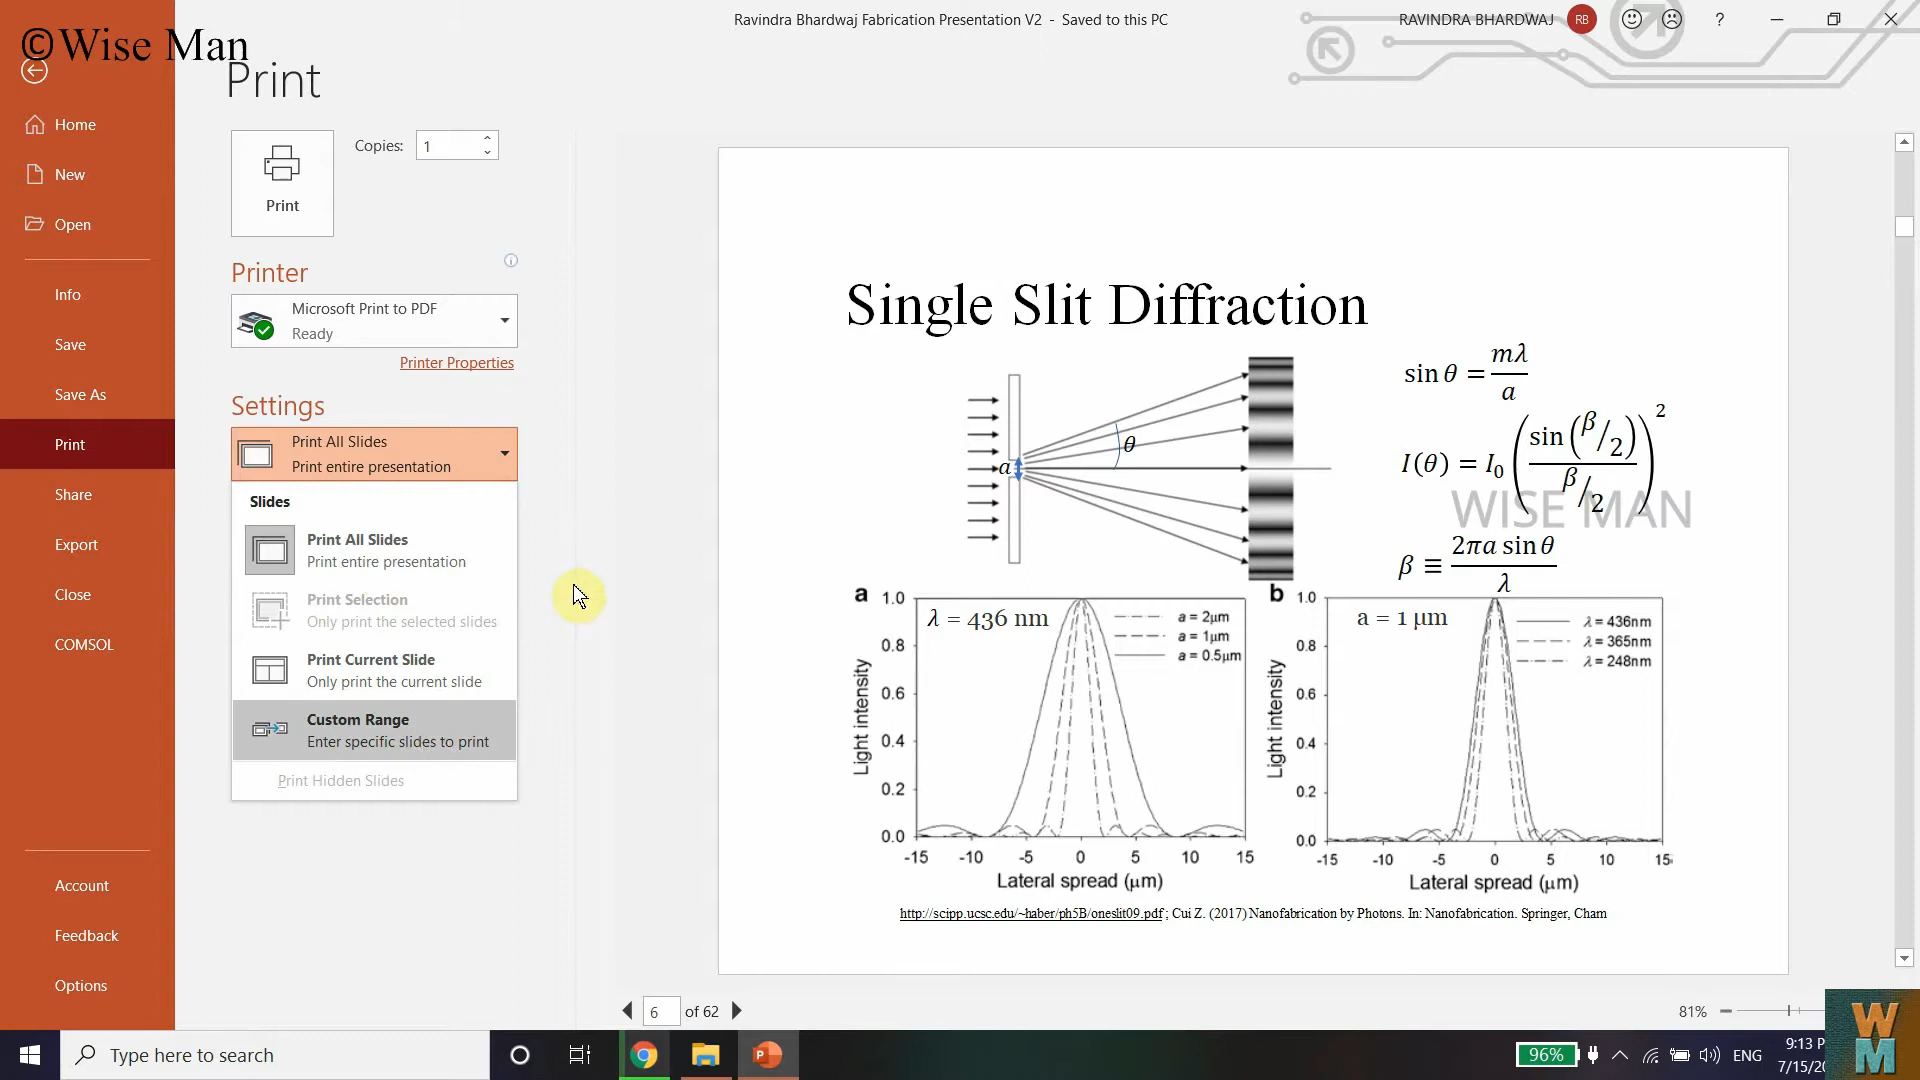 ©Wise Man
Ravindra Bhardwaj Fabrication Presentation V2 - Saved to this PC
RAVINDRA BHARDWAJ
RB
?
Print
Home
New
Open
Info
Save
Save As
Print
Share
Export
Close
COMSOL
Account
Feedback
Options
Print
Copies: 1
Printer
Microsoft Print to PDF
Ready
Printer Properties
Settings
Print All Slides
Print entire presentation
Slides
Print All Slides
Print entire presentation
Print Selection
Only print the selected slides
Print Current Slide
Only print the current slide
Custom Range
Enter specific slides to print
Print Hidden Slides
Single Slit Diffraction
a
θ
sin θ = mλ/a
I(θ) = I₀ (sin(β/2) / β/2)²
WISE MAN
β ≡ 2πa sin θ / λ
a
λ = 436 nm
a = 2μm
a = 1μm
a = 0.5μm
Light intensity
1.0
0.8
0.6
0.4
0.2
0.0
-15 -10 -5 0 5 10 15
Lateral spread (μm)
b
a = 1 μm
λ = 436nm
λ = 365nm
λ = 248nm
Light intensity
1.0
0.8
0.6
0.4
0.2
0.0
-15 -10 -5 0 5 10 15
Lateral spread (μm)
http://scipp.ucsc.edu/~haber/ph5B/oneslit09.pdf ; Cui Z. (2017) Nanofabrication by Photons. In: Nanofabrication. Springer, Cham
6 of 62
81%
Type here to search
96%
ENG
9:13 P
7/15/20
WM